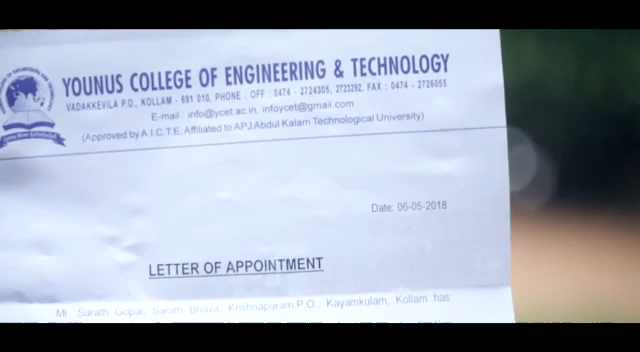 YOUNUS COLLEGE OF ENGINEERING & TECHNOLOGY
VADAKKEVILA P.O., KOLLAM - 691 010, PHONE : OFF : 0474 - 2724305, 2723292, FAX : 0474 - 2726055
E-mail : info@ycet.ac.in, infoycet@gmail.com
(Approved by A.I.C.T.E, Affiliated to APJ Abdul Kalam Technological University)
Date: 06-05-2018
LETTER OF APPOINTMENT
Mr. Sarath Gopal, Sarath Bhava, Krishnapuram P.O., Kayamkulam, Kollam has